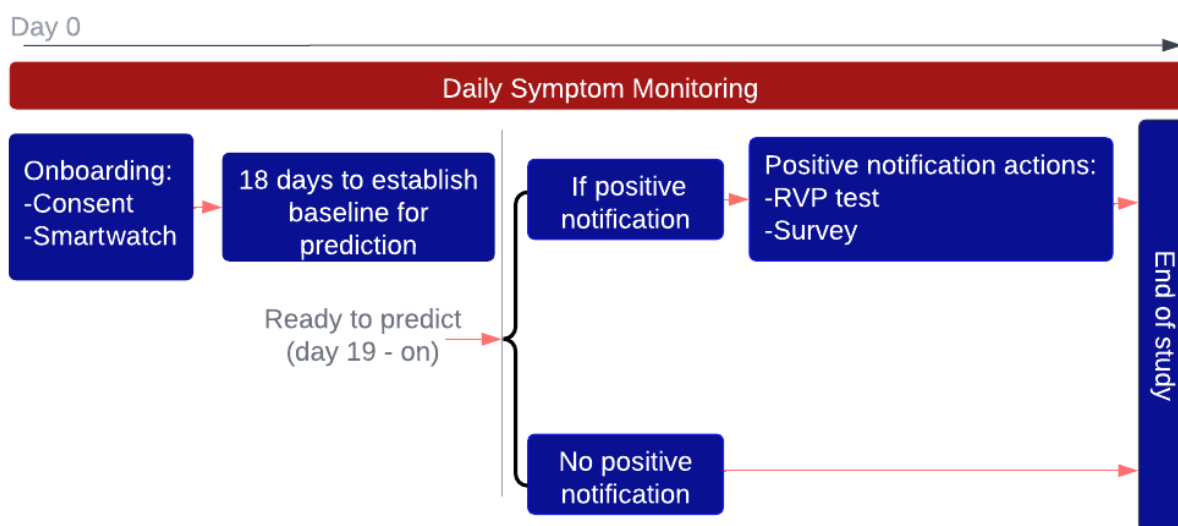 Day 0
Daily Symptom Monitoring
Onboarding:
-Consent
-Smartwatch
18 days to establish
baseline for
prediction
Ready to predict
(day 19 - on)
If positive
notification
Positive notification actions:
-RVP test
-Survey
No positive
notification
End of study